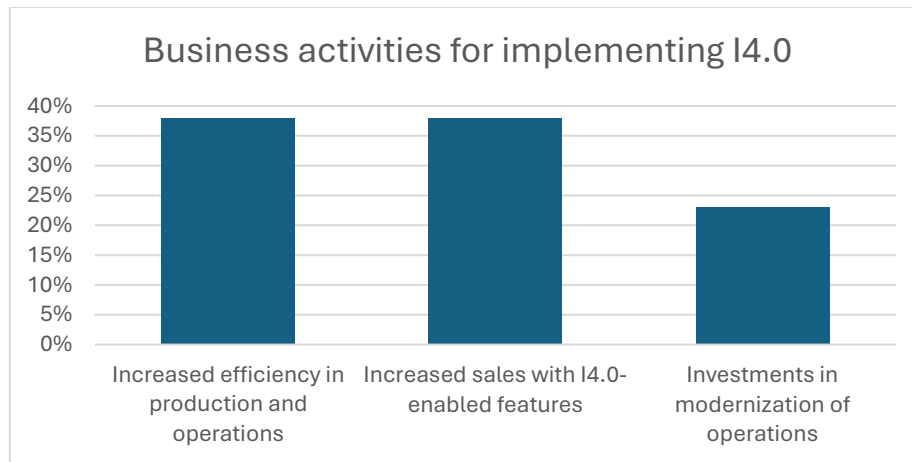 Business activities for implementing I4.0
40%
35%
30%
25%
20%
15%
10%
5%
0%
Increased efficiency in
production and
operations
Increased sales with I4.0-
enabled features
Investments in
modernization of
operations